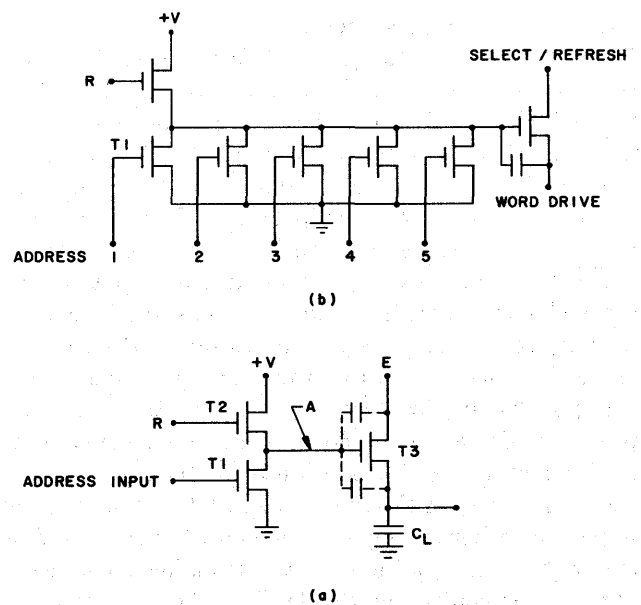 +V
SELECT / REFRESH
R
T1
WORD DRIVE
ADDRESS 1 2 3 4 5
(b)
+V E
T2 A
R
T3
T1
ADDRESS INPUT
CL
(a)